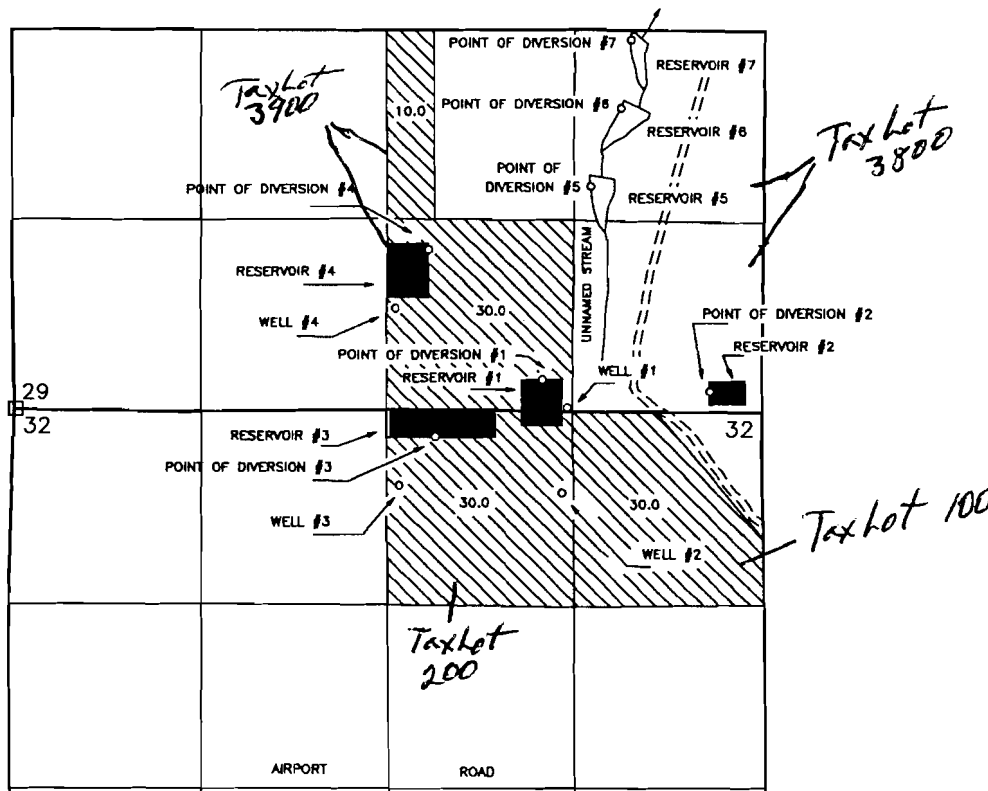 POINT OF DIVERSION #7
RESERVOIR #7
Tax Lot
3900
10.0
POINT OF DIVERSION #6
RESERVOIR #6
Tax Lot
3800
POINT OF
DIVERSION #5
POINT OF DIVERSION #4
RESERVOIR #5
UNNAMED STREAM
RESERVOIR #4
30.0
WELL #4
POINT OF DIVERSION #2
RESERVOIR #2
POINT OF DIVERSION #1
RESERVOIR #1
WELL #1
29
32
32
RESERVOIR #3
POINT OF DIVERSION #3
30.0
30.0
WELL #3
WELL #2
Tax Lot 100
Tax Lot
200
AIRPORT ROAD